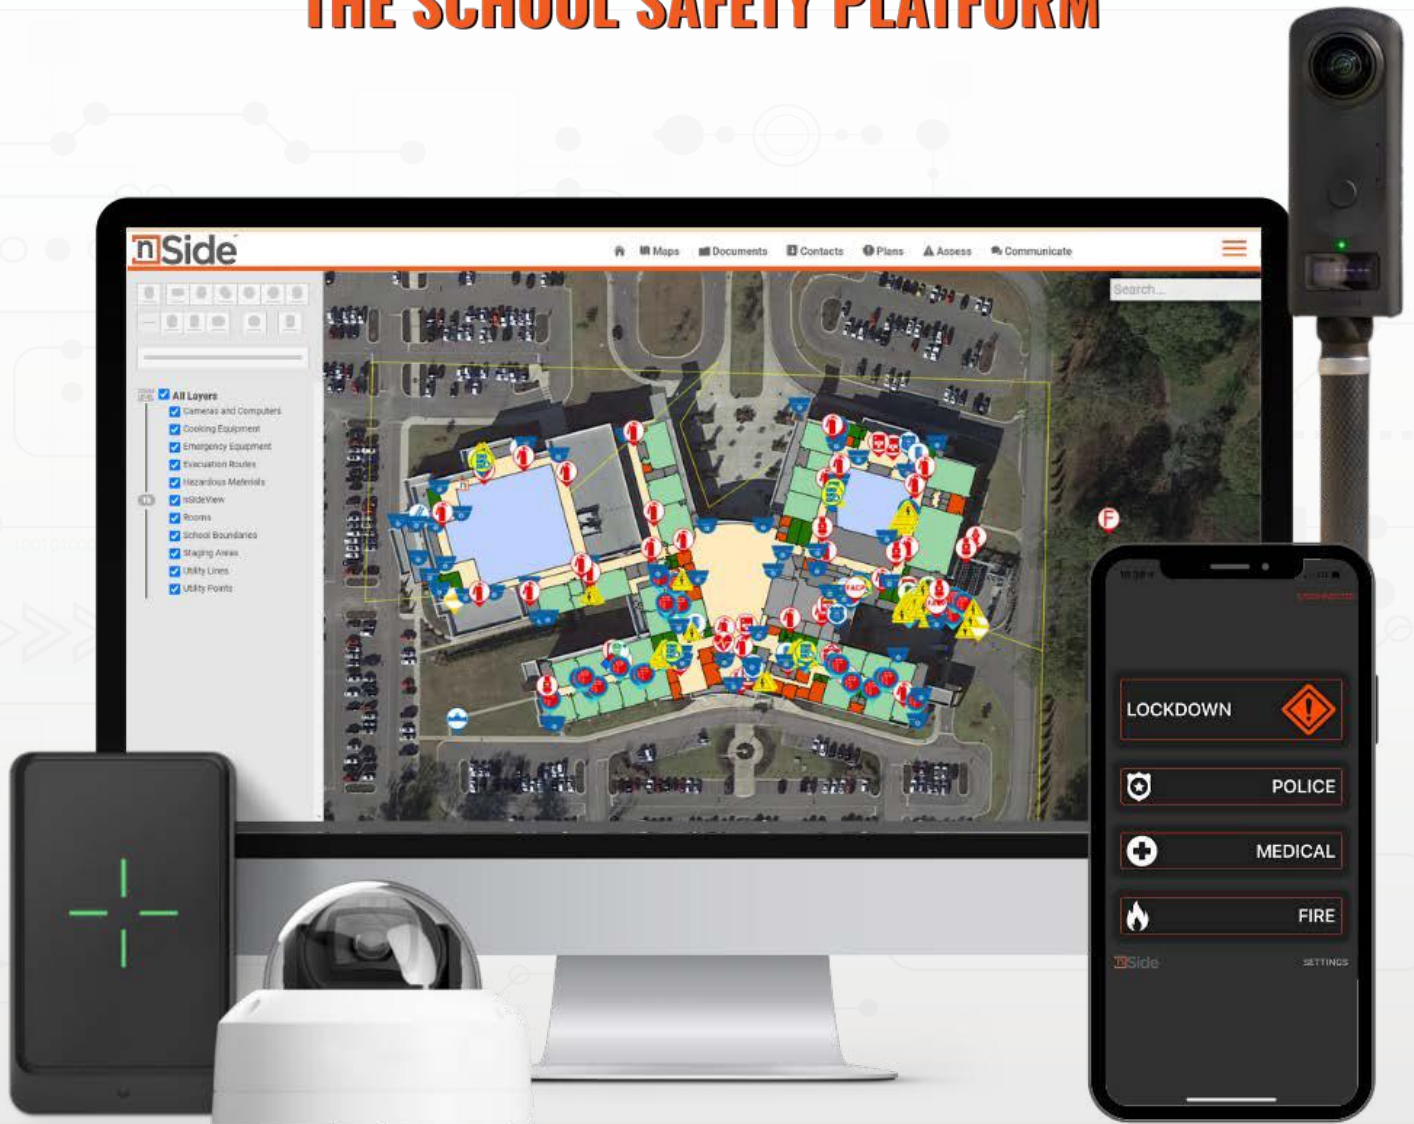 THE SCHOOL SAFETY PLATFORM
nSide
Maps Documents Contacts Plans Assess Communicate
Search...
All Layers
Cameras and Computers
Cooking Equipment
Emergency Equipment
Evacuation Routes
Hazardous Materials
nSideView
Rooms
School Boundaries
Staging Areas
Utility Lines
Utility Points
F
FACP
LOCKDOWN
POLICE
MEDICAL
FIRE
nSide SETTINGS